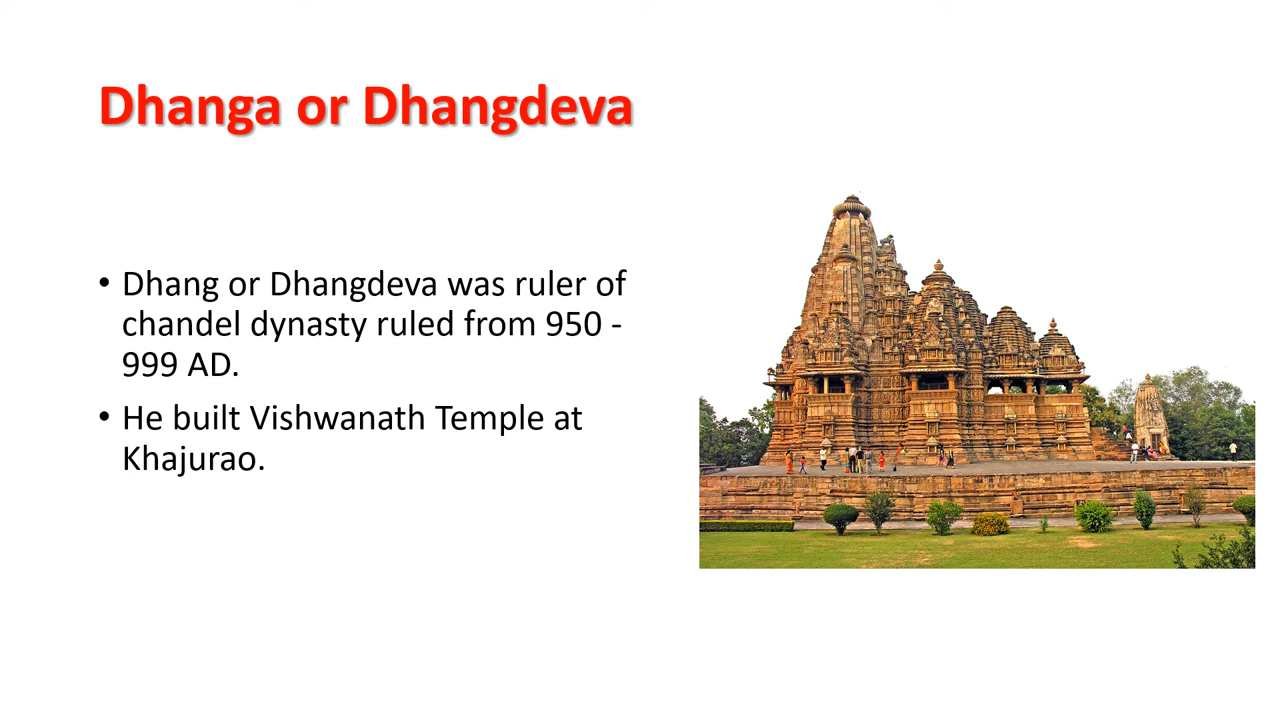 Dhanga or Dhangdeva
• Dhang or Dhangdeva was ruler of
chandel dynasty ruled from 950 -
999 AD.
• He built Vishwanath Temple at
Khajurao.